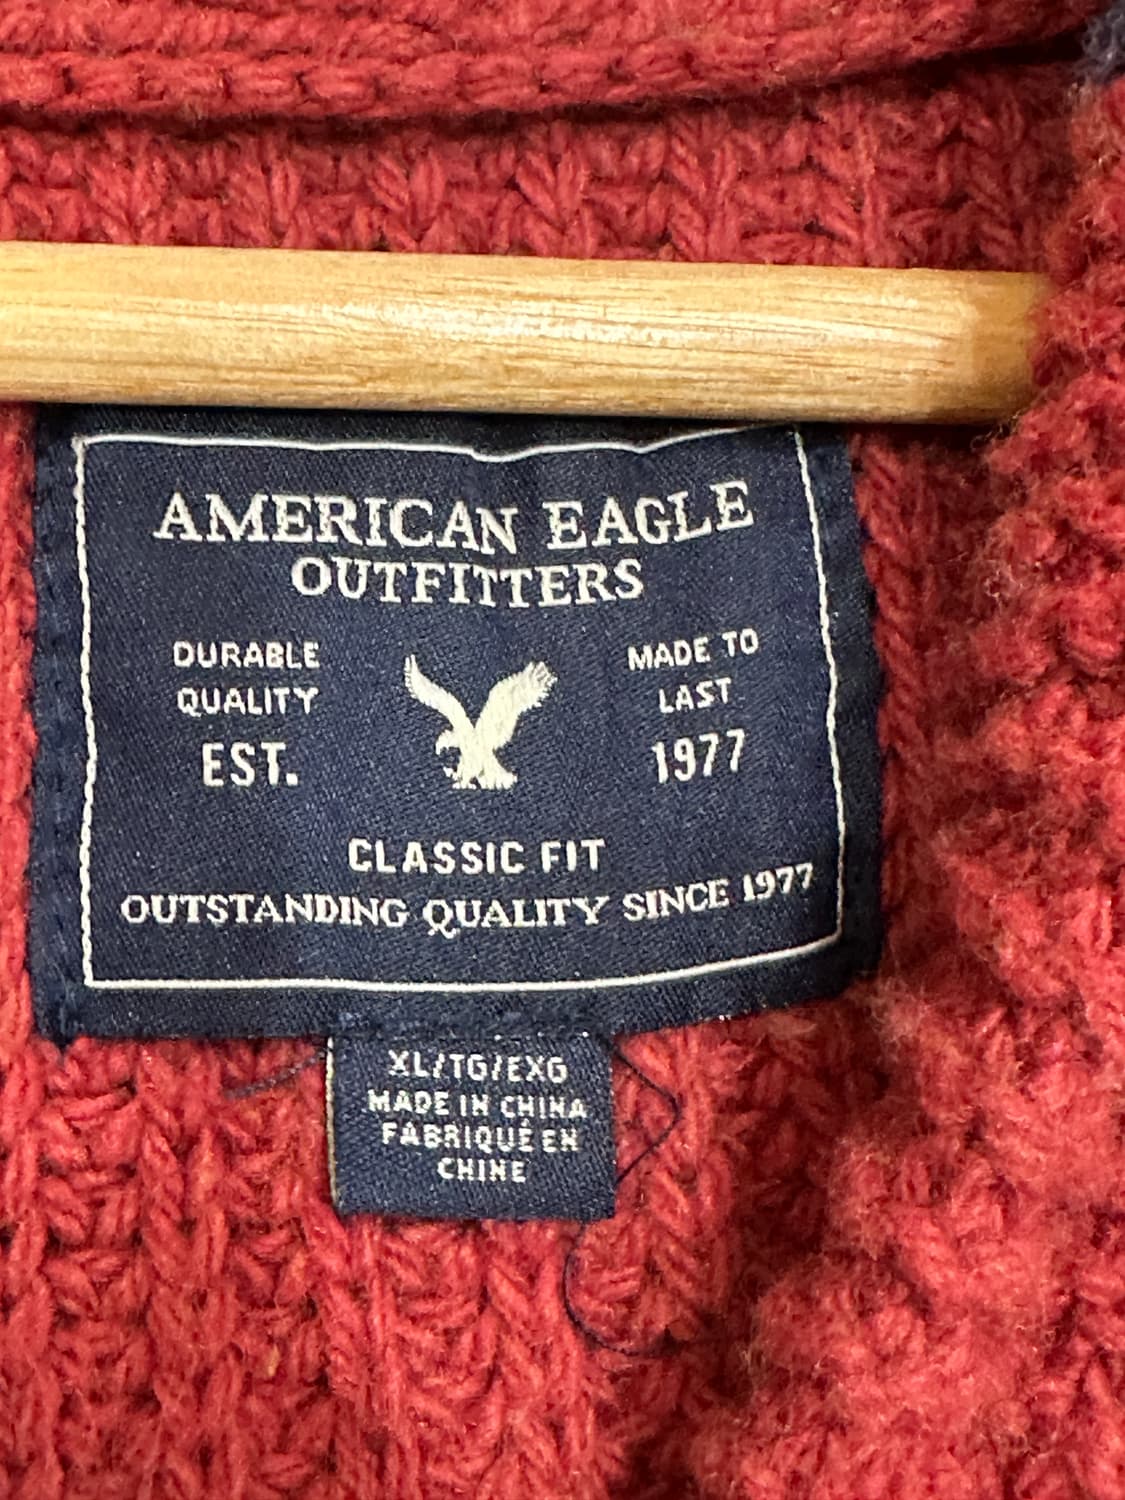 AMERICAN EAGLE
OUTFITTERS
DURABLE
QUALITY
EST.
MADE TO
LAST
1977
CLASSIC FIT
OUTSTANDING QUALITY SINCE 1977
XL/TG/EXG
MADE IN CHINA
FABRIQUÉ EN
CHINE